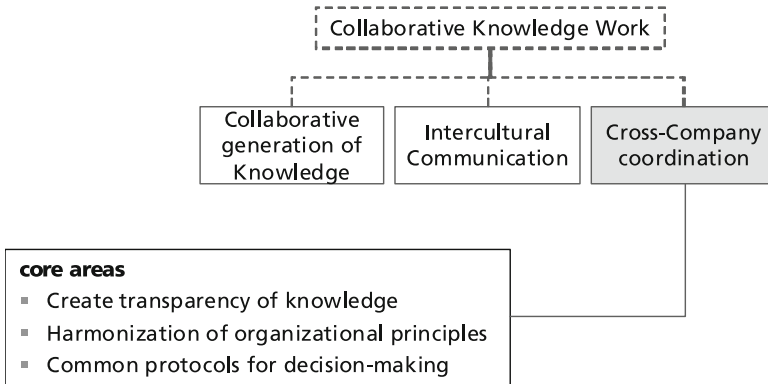 Collaborative Knowledge Work
Collaborative
generation of
Knowledge
Intercultural
Communication
Cross-Company
coordination
core areas
Create transparency of knowledge
Harmonization of organizational principles
Common protocols for decision-making